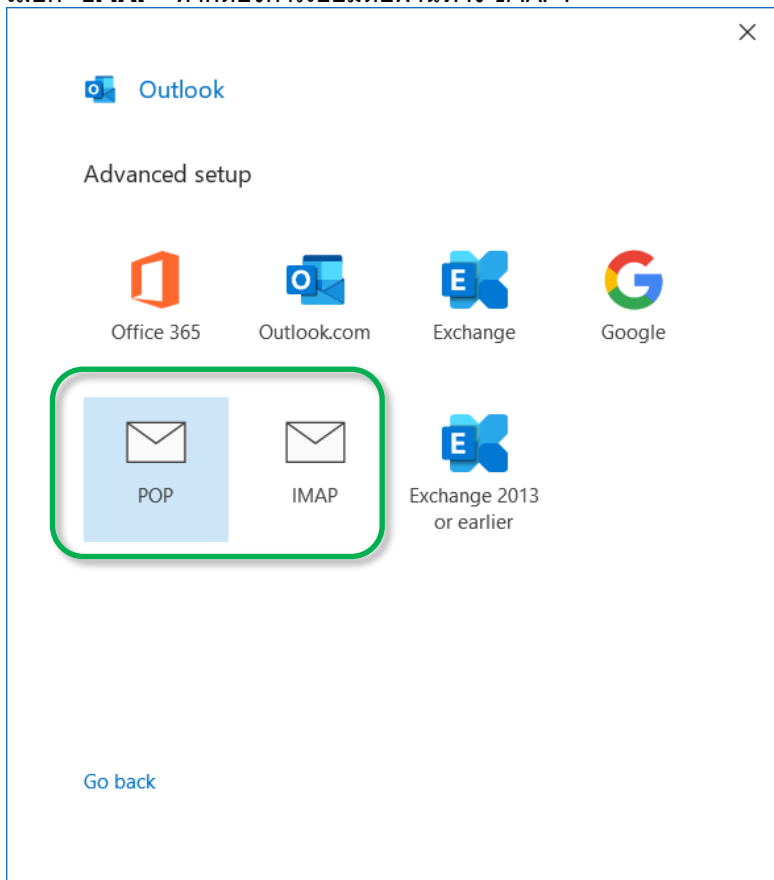 Outlook
Advanced setup
Office 365
Outlook.com
Exchange
Google
POP
IMAP
Exchange 2013
or earlier
Go back